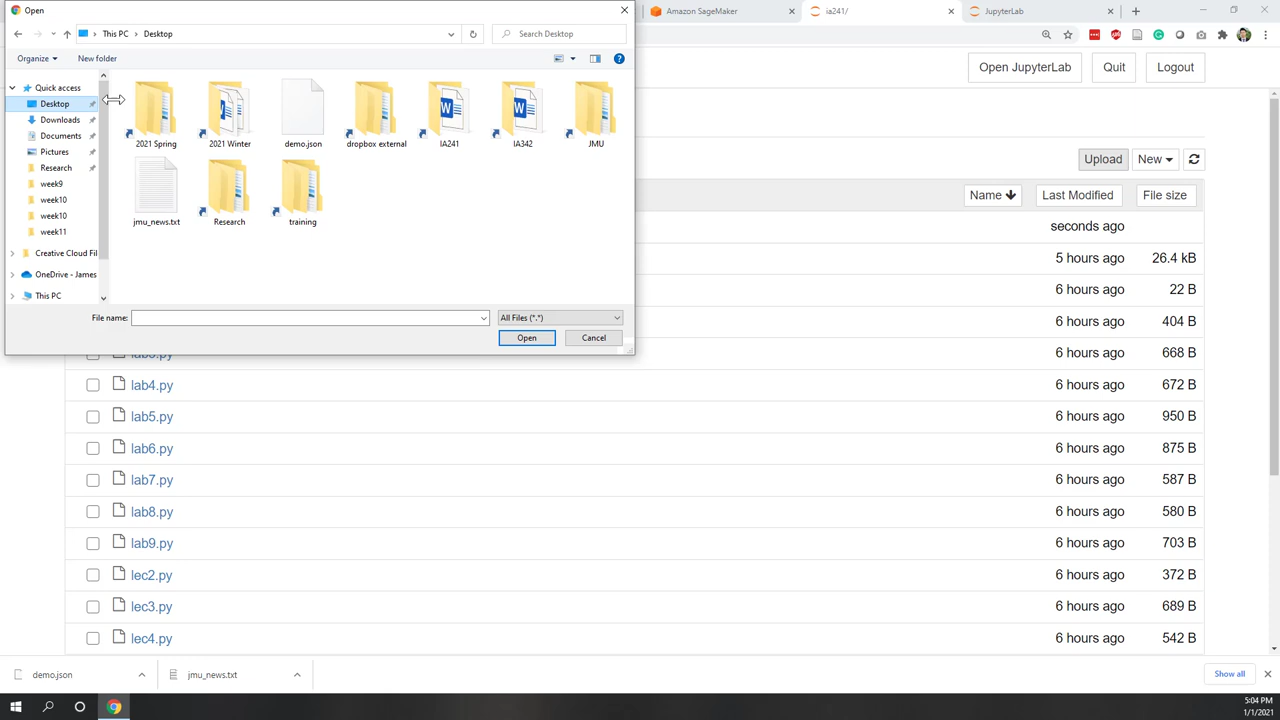 Open
Amazon SageMaker
ia241/
JupyterLab
This PC
Desktop
Search Desktop
Organize
New folder
Open JupyterLab
Quit
Logout
Quick access
Desktop
Downloads
Documents
Pictures
Research
week9
week10
week10
week11
Creative Cloud Fil
OneDrive - James
This PC
2021 Spring
2021 Winter
demo.json
dropbox external
IA241
IA342
JMU
jmu_news.txt
Research
training
File name:
All Files (*.*)
Open
Cancel
Upload
New
Name
Last Modified
File size
seconds ago
5 hours ago 26.4 kB
6 hours ago 22 B
6 hours ago 404 B
6 hours ago 668 B
lab4.py 6 hours ago 672 B
lab5.py 6 hours ago 950 B
lab6.py 6 hours ago 875 B
lab7.py 6 hours ago 587 B
lab8.py 6 hours ago 580 B
lab9.py 6 hours ago 703 B
lec2.py 6 hours ago 372 B
lec3.py 6 hours ago 689 B
lec4.py 6 hours ago 542 B
demo.json
jmu_news.txt
Show all
5:04 PM
1/1/2021